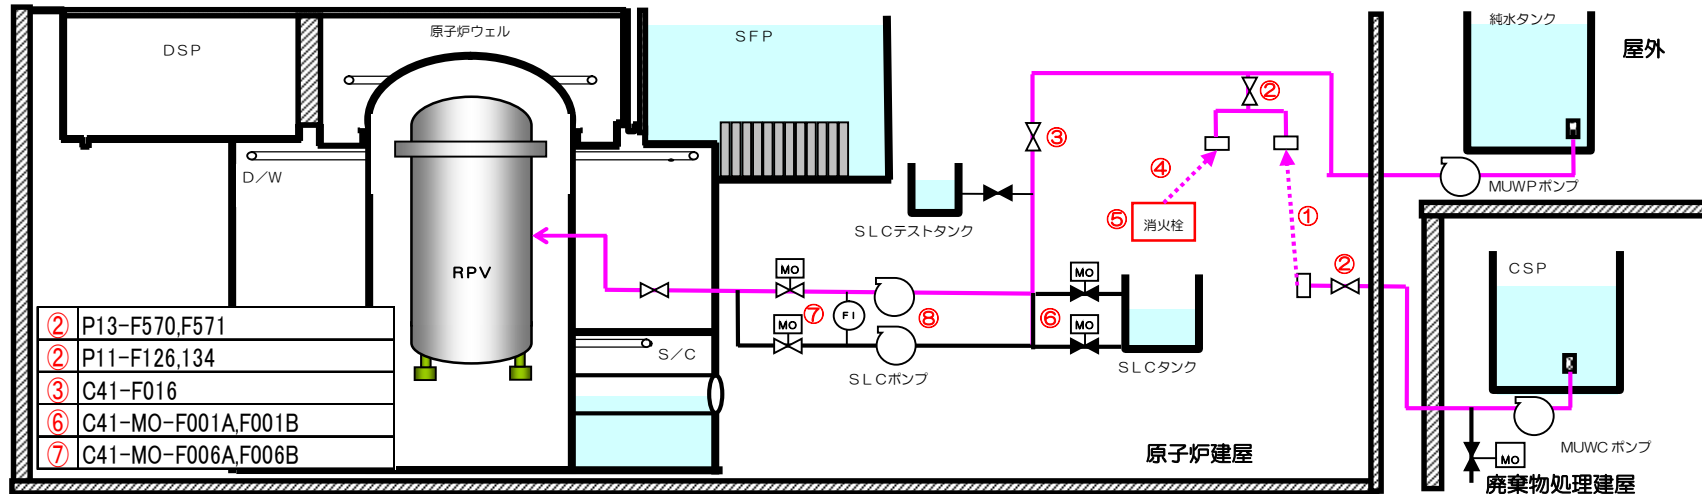 DSP
原子炉ウェル
SFP
純水タンク
屋外
②
③
④
MUWPポンプ
D/W
①
⑤
消火栓
SLCテストタンク
②
CSP
RPV
MO
MO
⑦
FI
⑧
⑥
MO
MO
S/C
SLCポンプ
SLCタンク
② P13-F570,F571
② P11-F126,134
③ C41-F016
⑥ C41-MO-F001A,F001B
⑦ C41-MO-F006A,F006B
原子炉建屋
MUWCポンプ
MO
廃棄物処理建屋